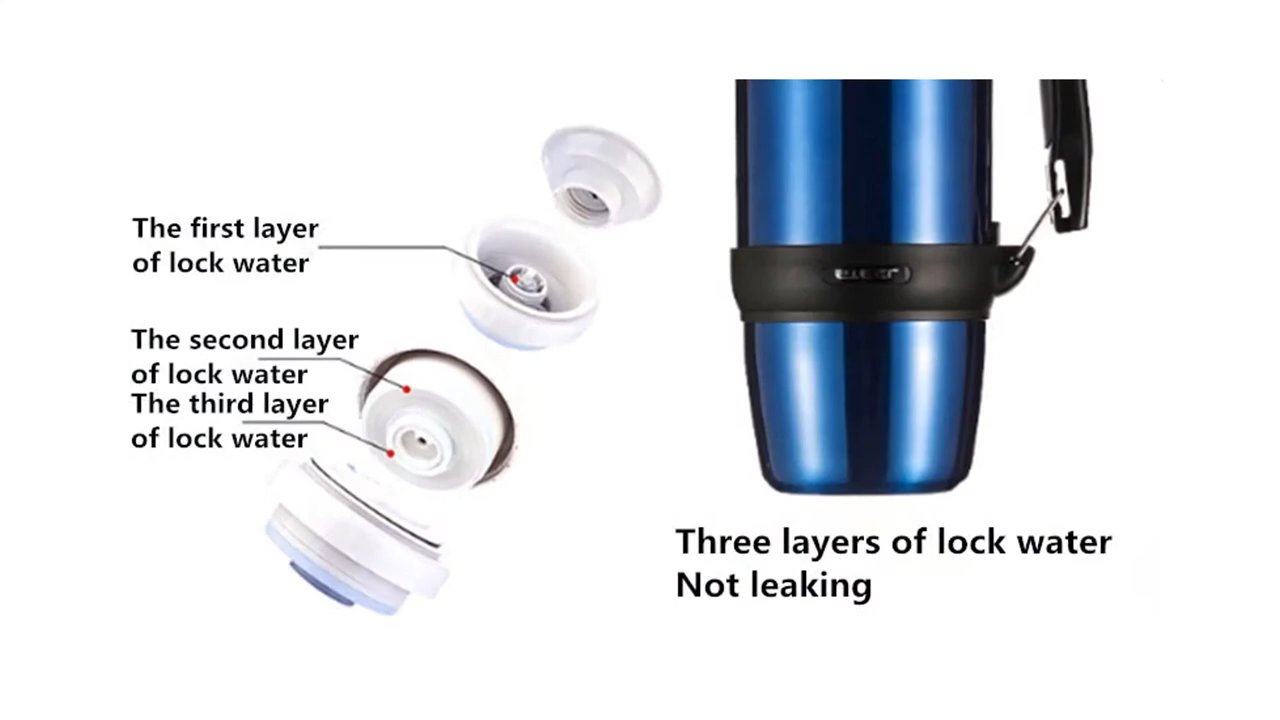 The first layer
of lock water
The second layer
of lock water
The third layer
of lock water
Three layers of lock water
Not leaking